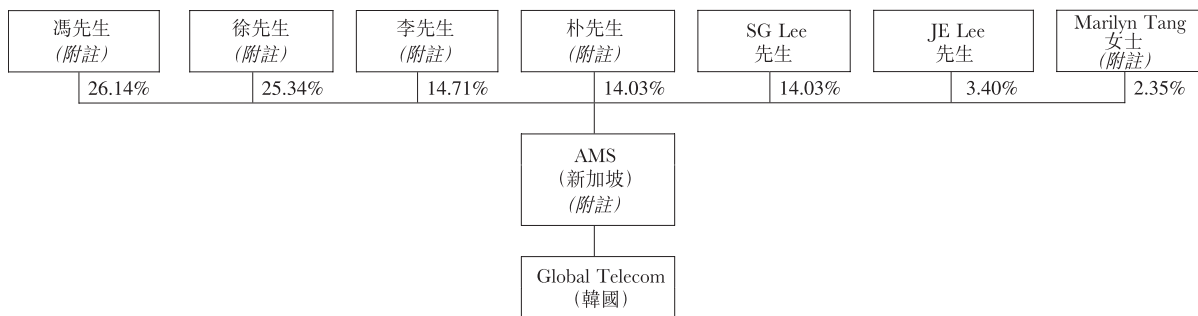 馮先生
(附註)
徐先生
(附註)
李先生
(附註)
朴先生
(附註)
SG Lee
先生
JE Lee
先生
Marilyn Tang
女士
(附註)
26.14%
25.34%
14.71%
14.03%
14.03%
3.40%
2.35%
AMS
(新加坡)
(附註)
Global Telecom
(韓國)